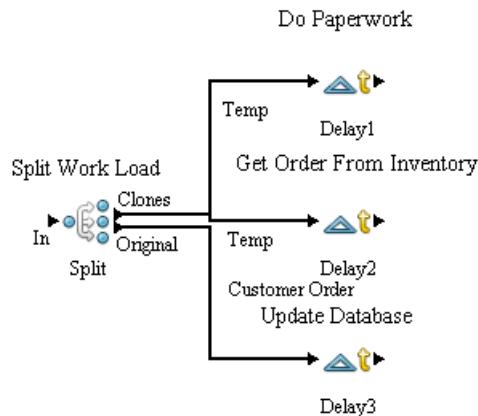 Do Paperwork
Temp
Delay1
Split Work Load
Get Order From Inventory
Clones
In
Original
Temp
Split
Delay2
Customer Order
Update Database
Delay3